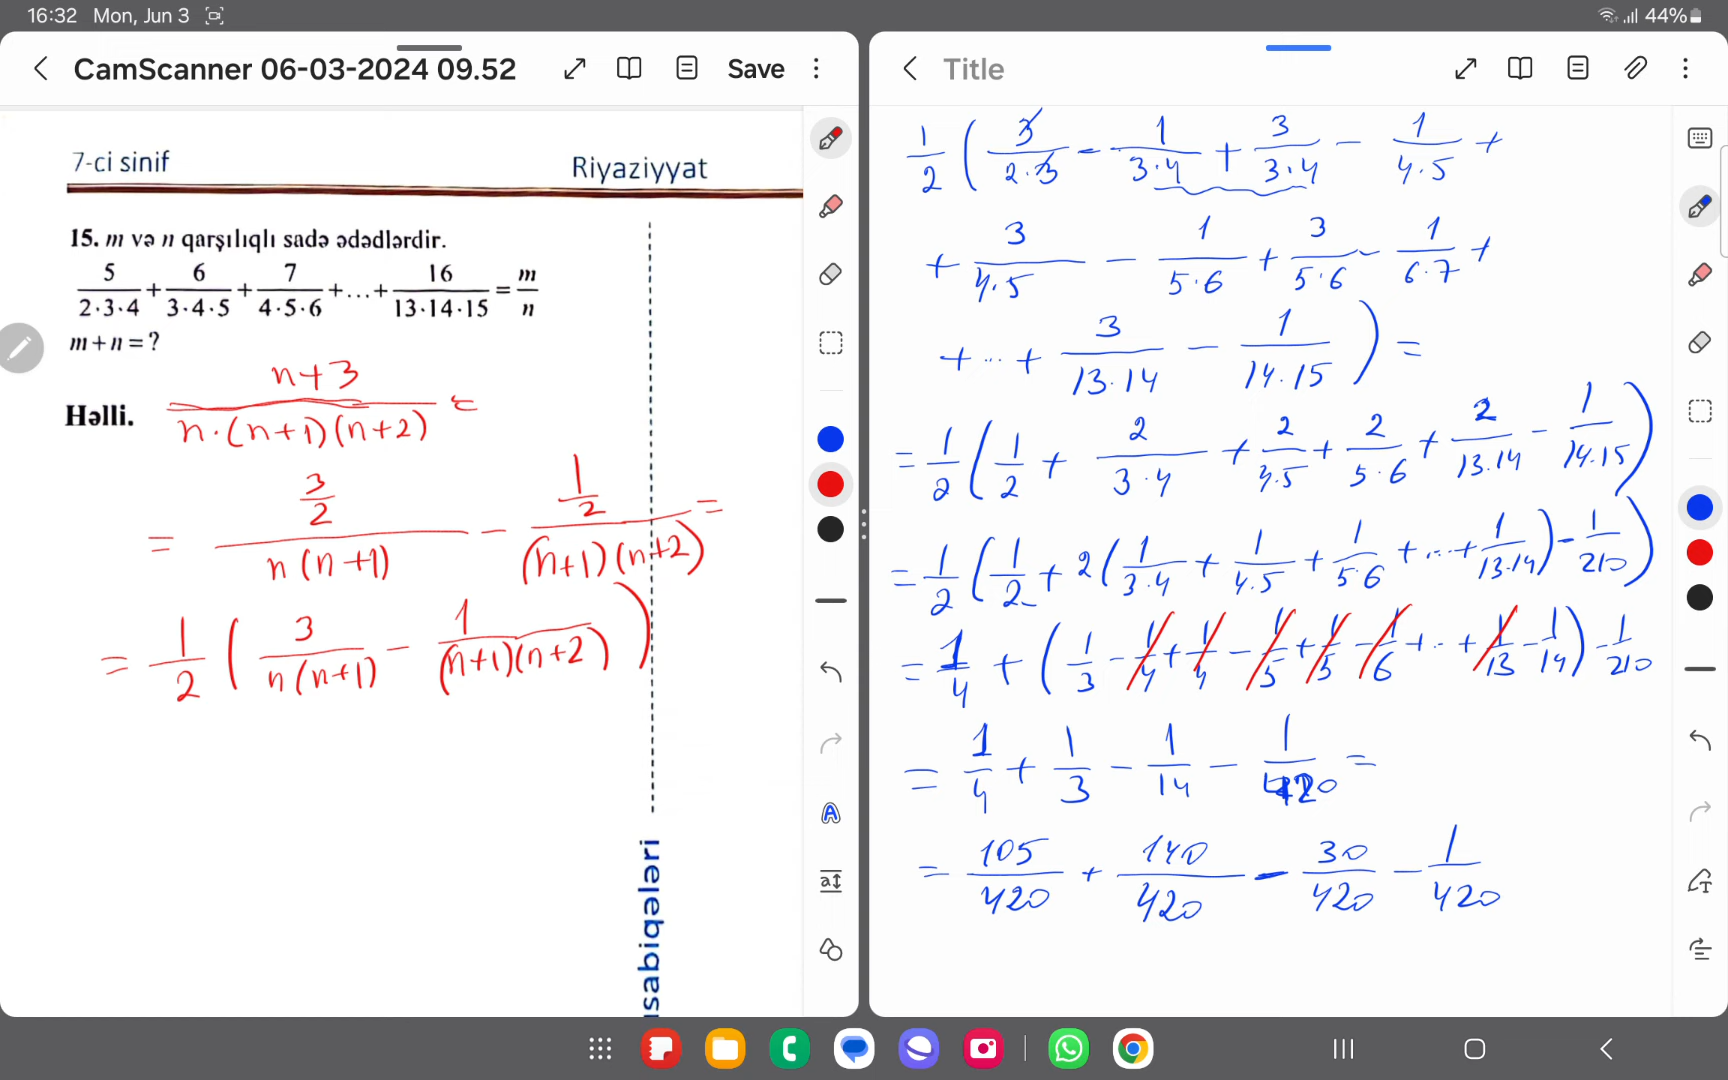 16:32 Mon, Jun 3
44%
CamScanner 06-03-2024 09.52
Save
7-ci sinif
Riyaziyyat
15. m və n qarşılıqlı sadə ədədlərdir.
5/(2·3·4) + 6/(3·4·5) + 7/(4·5·6) + ... + 16/(13·14·15) = m/n
m+n=?
Həlli.
(n+3)/(n·(n+1)(n+2)) =
= (3/2)/(n(n+1)) − (1/2)/((n+1)(n+2)) =
= 1/2 (3/(n(n+1)) − 1/((n+1)(n+2)))
Title
1/2 (3/(2·3) − 1/(3·4) + 3/(3·4) − 1/(4·5) +
+ 3/(4·5) − 1/(5·6) + 3/(5·6) − 1/(6·7) +
+ ... + 3/(13·14) − 1/(14·15)) =
= 1/2 (1/2 + 2/(3·4) + 2/(4·5) + 2/(5·6) + 2/(13·14) − 1/(14·15))
= 1/2 (1/2 + 2(1/(3·4) + 1/(4·5) + 1/(5·6) + ... + 1/(13·14)) − 1/210)
= 1/4 + (1/3 − 1/4 + 1/4 − 1/5 + 1/5 − 1/6 + ... + 1/13 − 1/14) − 1/210
= 1/4 + 1/3 − 1/14 − 1/420 =
= 105/420 + 140/420 − 30/420 − 1/420